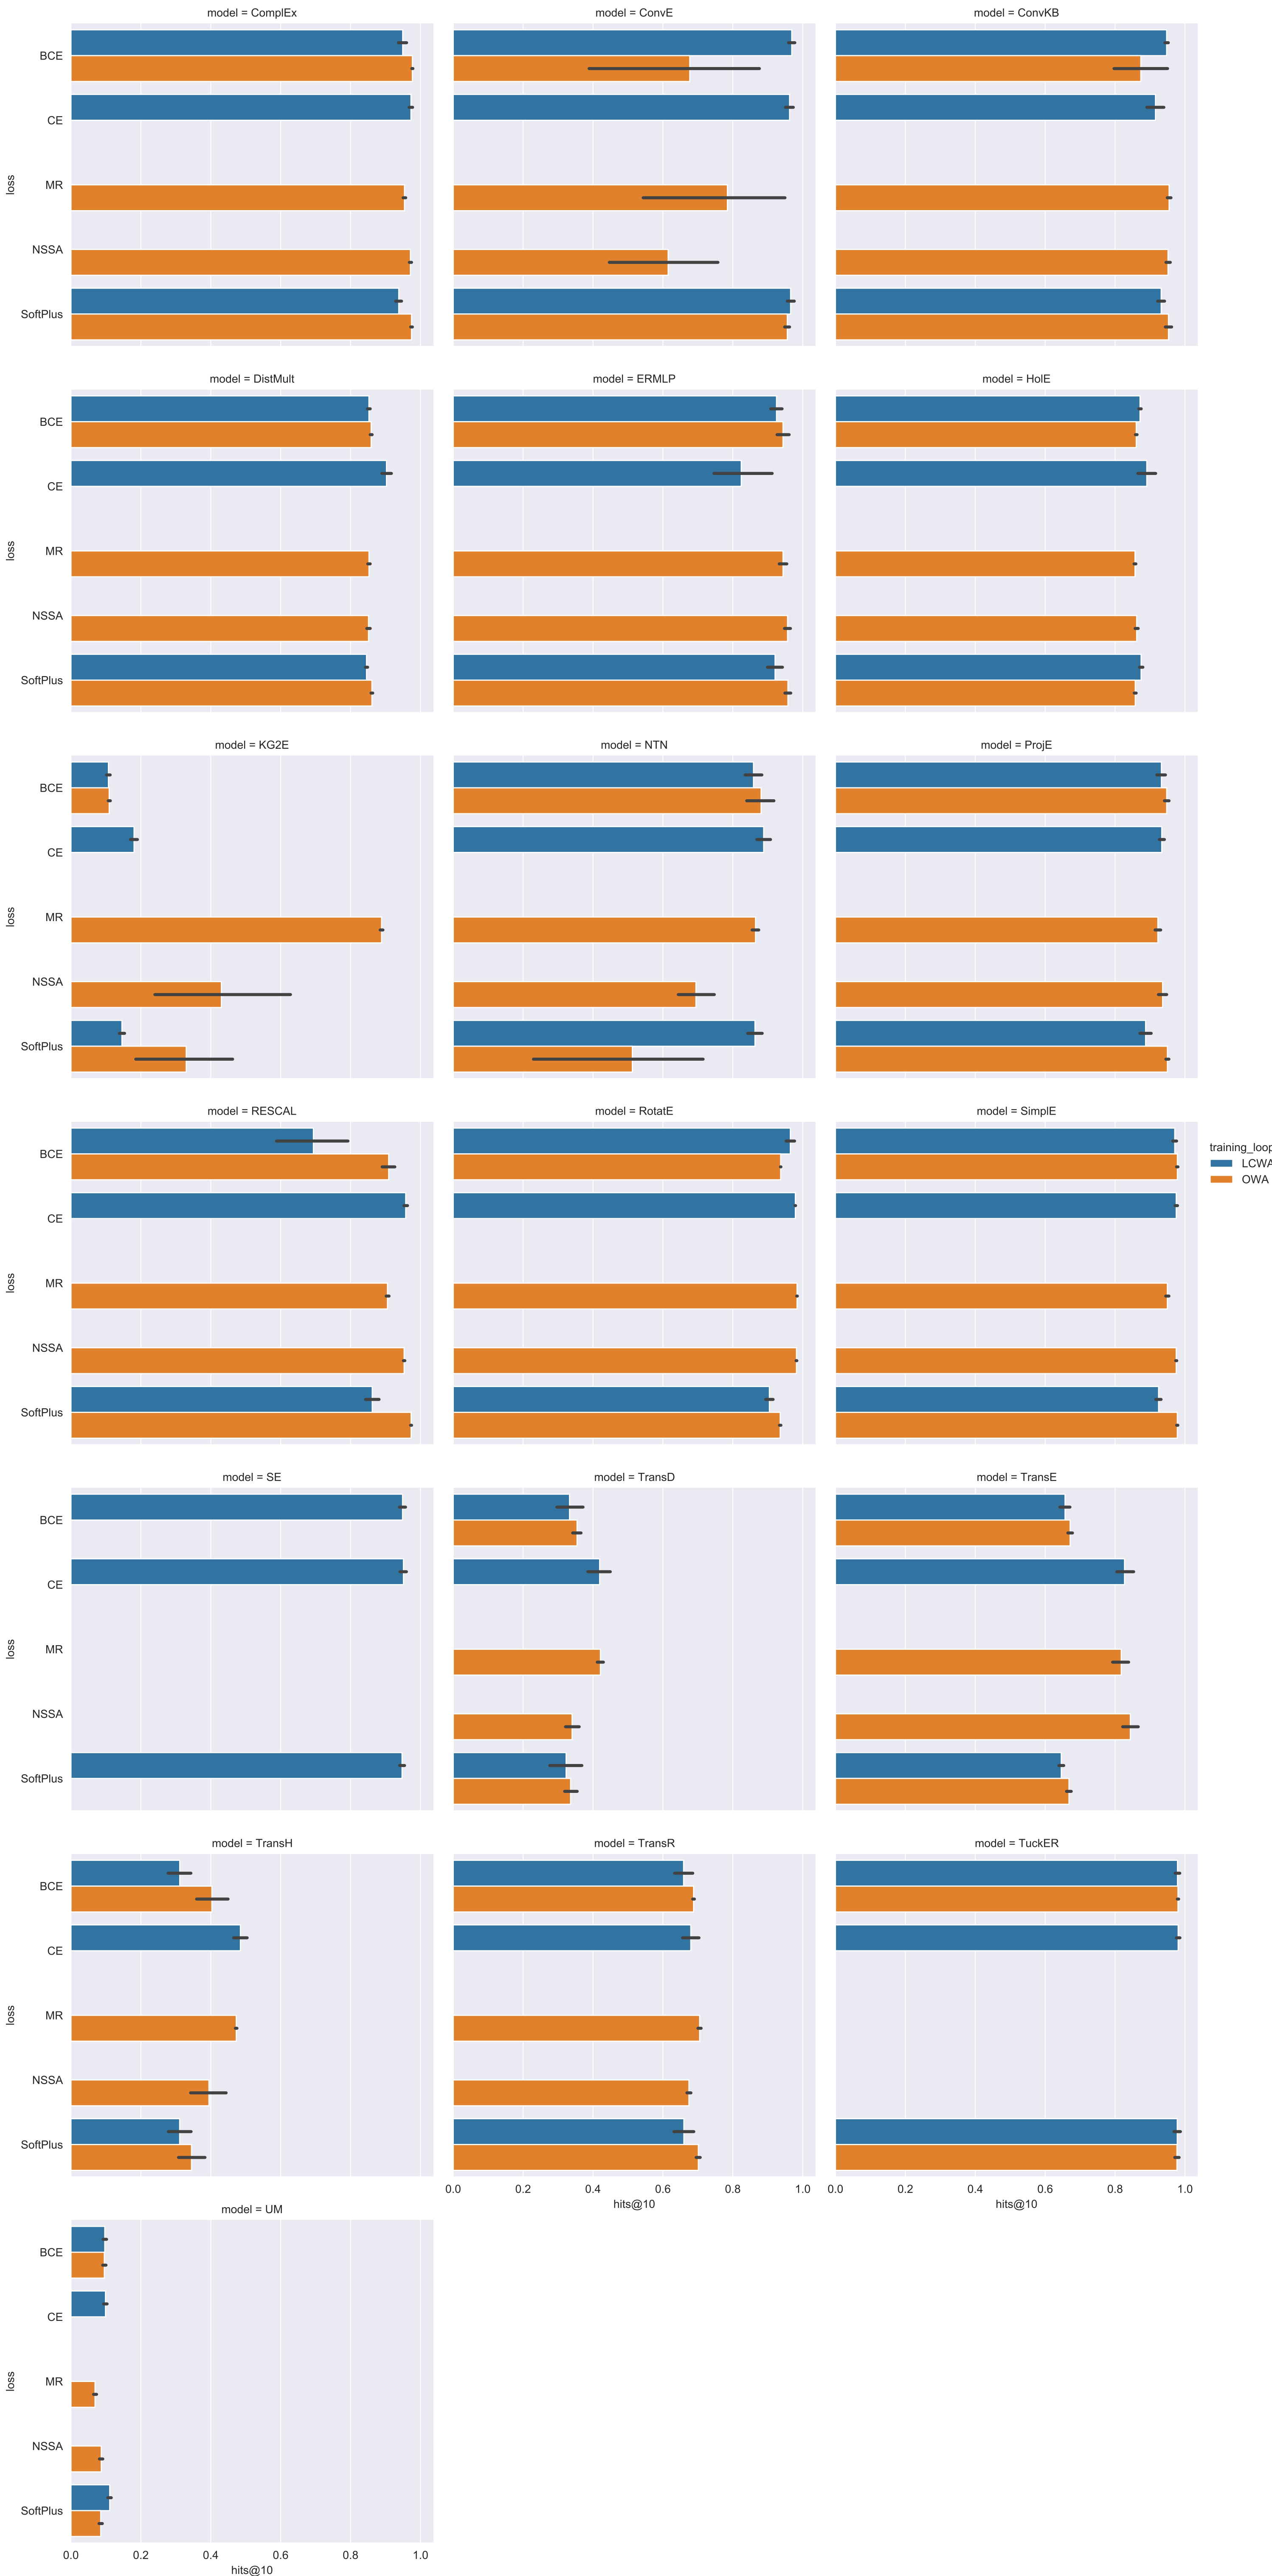 model = ComplEx
model = ConvE
model = ConvKB
loss
BCE
CE
MR
NSSA
SoftPlus
model = DistMult
model = ERMLP
model = HolE
loss
BCE
CE
MR
NSSA
SoftPlus
model = KG2E
model = NTN
model = ProjE
loss
BCE
CE
MR
NSSA
SoftPlus
model = RESCAL
model = RotatE
model = SimplE
loss
BCE
CE
MR
NSSA
SoftPlus
training_loop
LCWA
OWA
model = SE
model = TransD
model = TransE
loss
BCE
CE
MR
NSSA
SoftPlus
model = TransH
model = TransR
model = TuckER
loss
BCE
CE
MR
NSSA
SoftPlus
0.0 0.2 0.4 0.6 0.8 1.0
hits@10
0.0 0.2 0.4 0.6 0.8 1.0
hits@10
model = UM
loss
BCE
CE
MR
NSSA
SoftPlus
0.0 0.2 0.4 0.6 0.8 1.0
hits@10